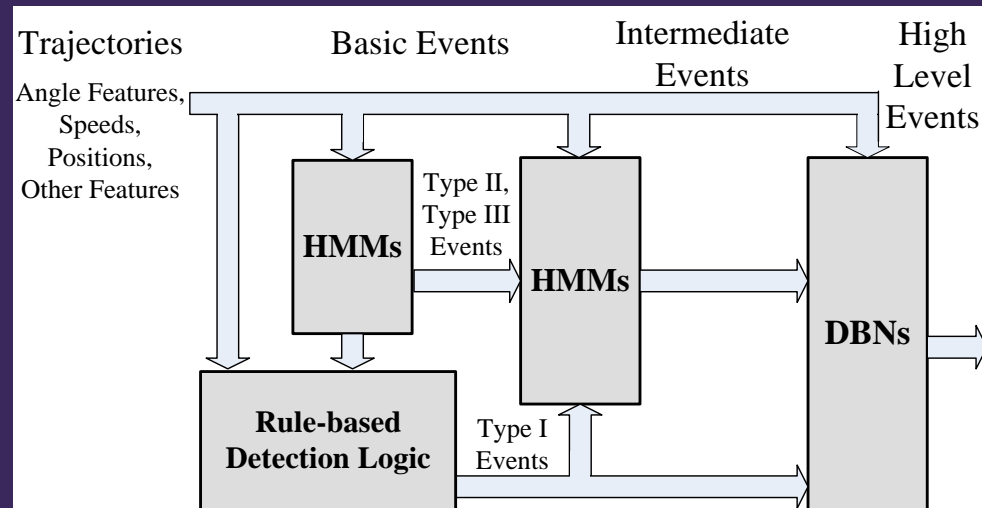 Trajectories
Angle Features,
Speeds,
Positions,
Other Features
Basic Events
Intermediate
Events
High
Level
Events
HMMs
Type II,
Type III
Events
HMMs
DBNs
Rule-based
Detection Logic
Type I
Events